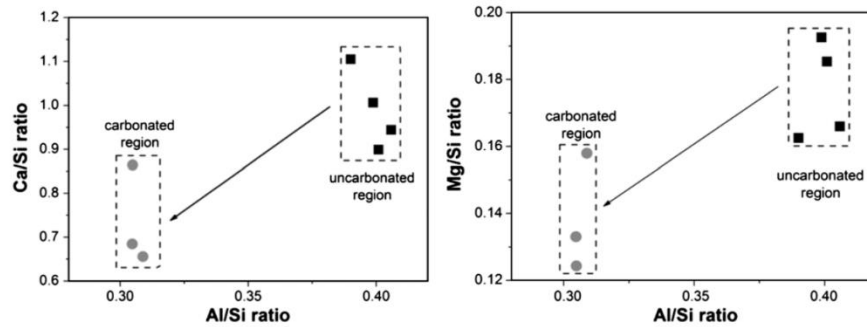 1.2
1.1
1.0
0.9
0.8
0.7
0.6
Ca/Si ratio
carbonated
region
uncarbonated
region
0.30
0.35
0.40
Al/Si ratio
0.20
0.18
0.16
0.14
0.12
Mg/Si ratio
carbonated
region
uncarbonated
region
0.30
0.35
0.40
Al/Si ratio